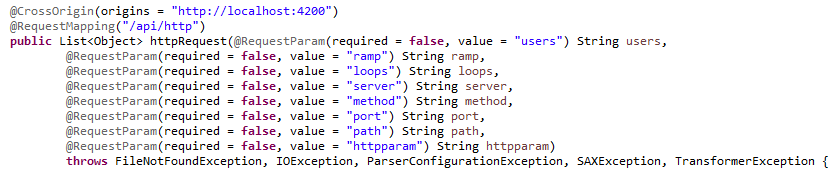 @CrossOrigin(origins = "http://localhost:4200")
@RequestMapping("/api/http")
public List<Object> httpRequest(@RequestParam(required = false, value = "users") String users,
@RequestParam(required = false, value = "ramp") String ramp,
@RequestParam(required = false, value = "loops") String loops,
@RequestParam(required = false, value = "server") String server,
@RequestParam(required = false, value = "method") String method,
@RequestParam(required = false, value = "port") String port,
@RequestParam(required = false, value = "path") String path,
@RequestParam(required = false, value = "httpparam") String httpparam)
throws FileNotFoundException, IOException, ParserConfigurationException, SAXException, TransformerException {